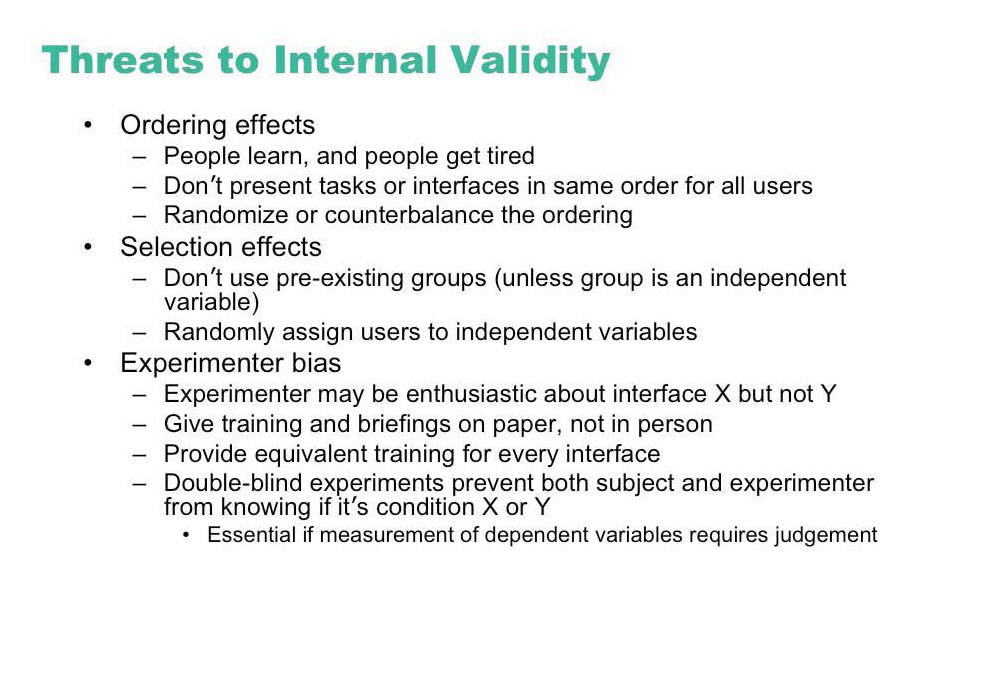 Threats to Internal Validity
• Ordering effects
– People learn, and people get tired
– Don′t present tasks or interfaces in same order for all users
– Randomize or counterbalance the ordering
• Selection effects
– Don′t use pre-existing groups (unless group is an independent
variable)
– Randomly assign users to independent variables
• Experimenter bias
– Experimenter may be enthusiastic about interface X but not Y
– Give training and briefings on paper, not in person
– Provide equivalent training for every interface
– Double-blind experiments prevent both subject and experimenter
from knowing if it′s condition X or Y
• Essential if measurement of dependent variables requires judgement